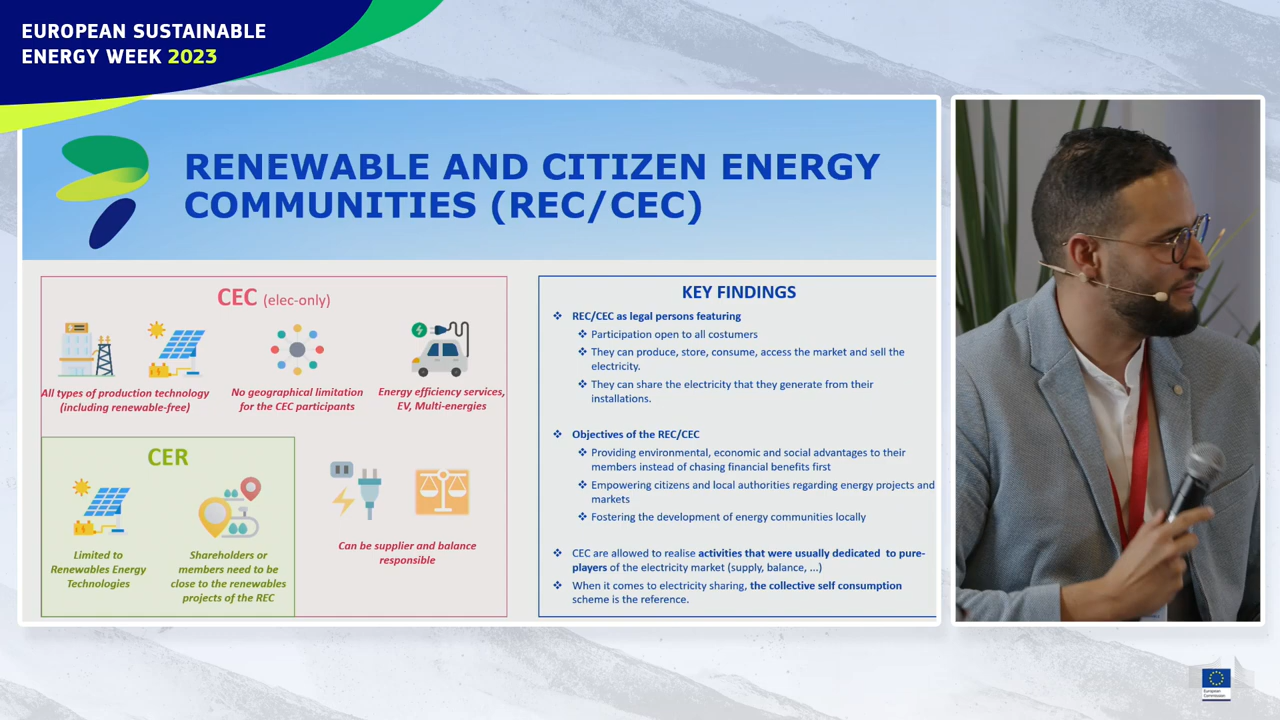 EUROPEAN SUSTAINABLE
ENERGY WEEK 2023
RENEWABLE AND CITIZEN ENERGY
COMMUNITIES (REC/CEC)
CEC (elec-only)
All types of production technology
(including renewable-free)
No geographical limitation
for the CEC participants
Energy efficiency services,
EV, Multi-energies
CER
Limited to
Renewables Energy
Technologies
Shareholders or
members need to be
close to the renewables
projects of the REC
Can be supplier and balance
responsible
KEY FINDINGS
❖ REC/CEC as legal persons featuring
❖ Participation open to all costumers
❖ They can produce, store, consume, access the market and sell the
electricity.
❖ They can share the electricity that they generate from their
installations.
❖ Objectives of the REC/CEC
❖ Providing environmental, economic and social advantages to their
members instead of chasing financial benefits first
❖ Empowering citizens and local authorities regarding energy projects and
markets
❖ Fostering the development of energy communities locally
❖ CEC are allowed to realise activities that were usually dedicated to pure-
players of the electricity market (supply, balance, ...)
❖ When it comes to electricity sharing, the collective self consumption
scheme is the reference.
European
Commission